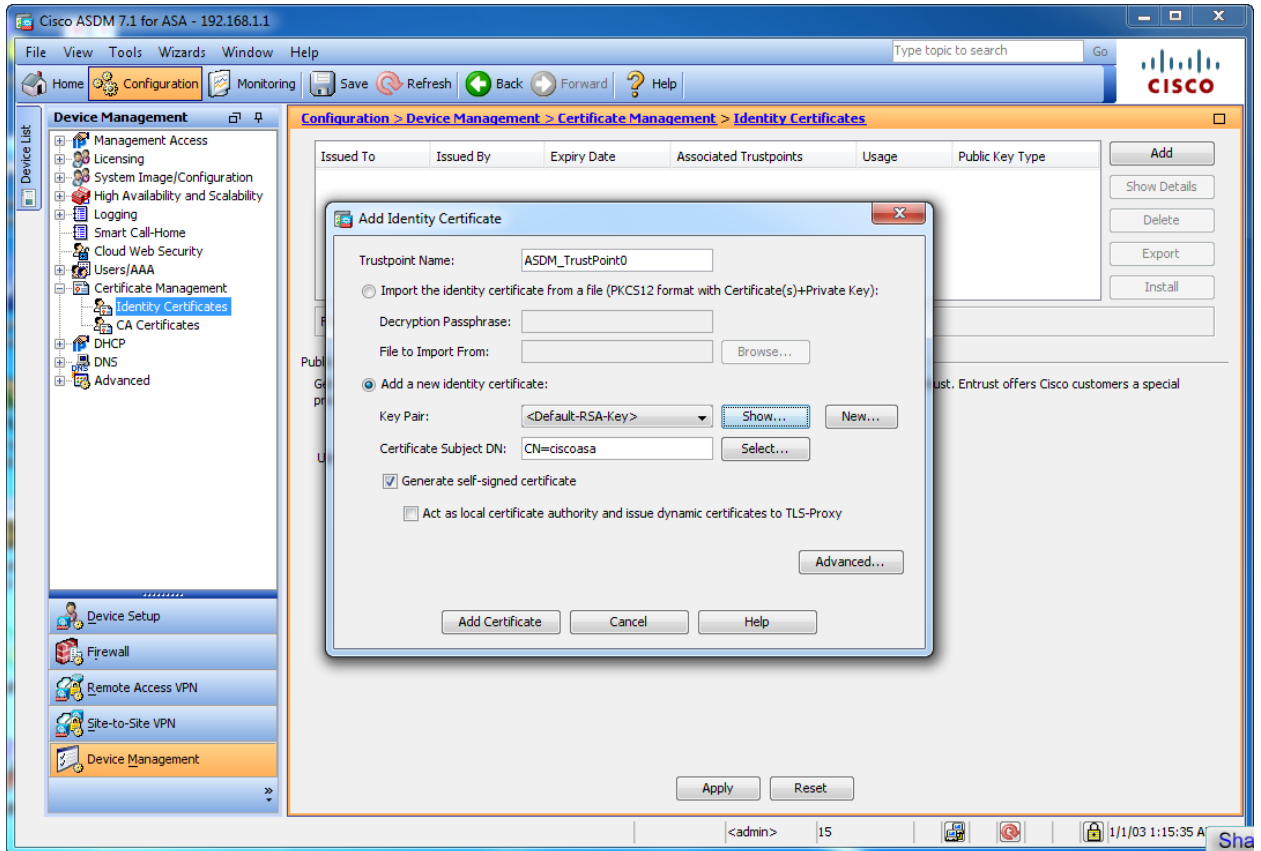 Cisco ASDM 7.1 for ASA - 192.168.1.1
File View Tools Wizards Window Help
Type topic to search Go
Home Configuration Monitoring Save Refresh Back Forward Help
CISCO
Device List
Device Management
Management Access
Licensing
System Image/Configuration
High Availability and Scalability
Logging
Smart Call-Home
Cloud Web Security
Users/AAA
Certificate Management
Identity Certificates
CA Certificates
DHCP
DNS
Advanced
Device Setup
Firewall
Remote Access VPN
Site-to-Site VPN
Device Management
Configuration > Device Management > Certificate Management > Identity Certificates
Issued To Issued By Expiry Date Associated Trustpoints Usage Public Key Type
Add
Show Details
Delete
Export
Install
Add Identity Certificate
Trustpoint Name: ASDM_TrustPoint0
Import the identity certificate from a file (PKCS12 format with Certificate(s)+Private Key):
Decryption Passphrase:
File to Import From: Browse...
Add a new identity certificate:
Key Pair: <Default-RSA-Key> Show... New...
Certificate Subject DN: CN=ciscoasa Select...
Generate self-signed certificate
Act as local certificate authority and issue dynamic certificates to TLS-Proxy
Advanced...
Add Certificate Cancel Help
Publ
ust. Entrust offers Cisco customers a special
pr
Apply Reset
<admin> 15 1/1/03 1:15:35 A
Sha